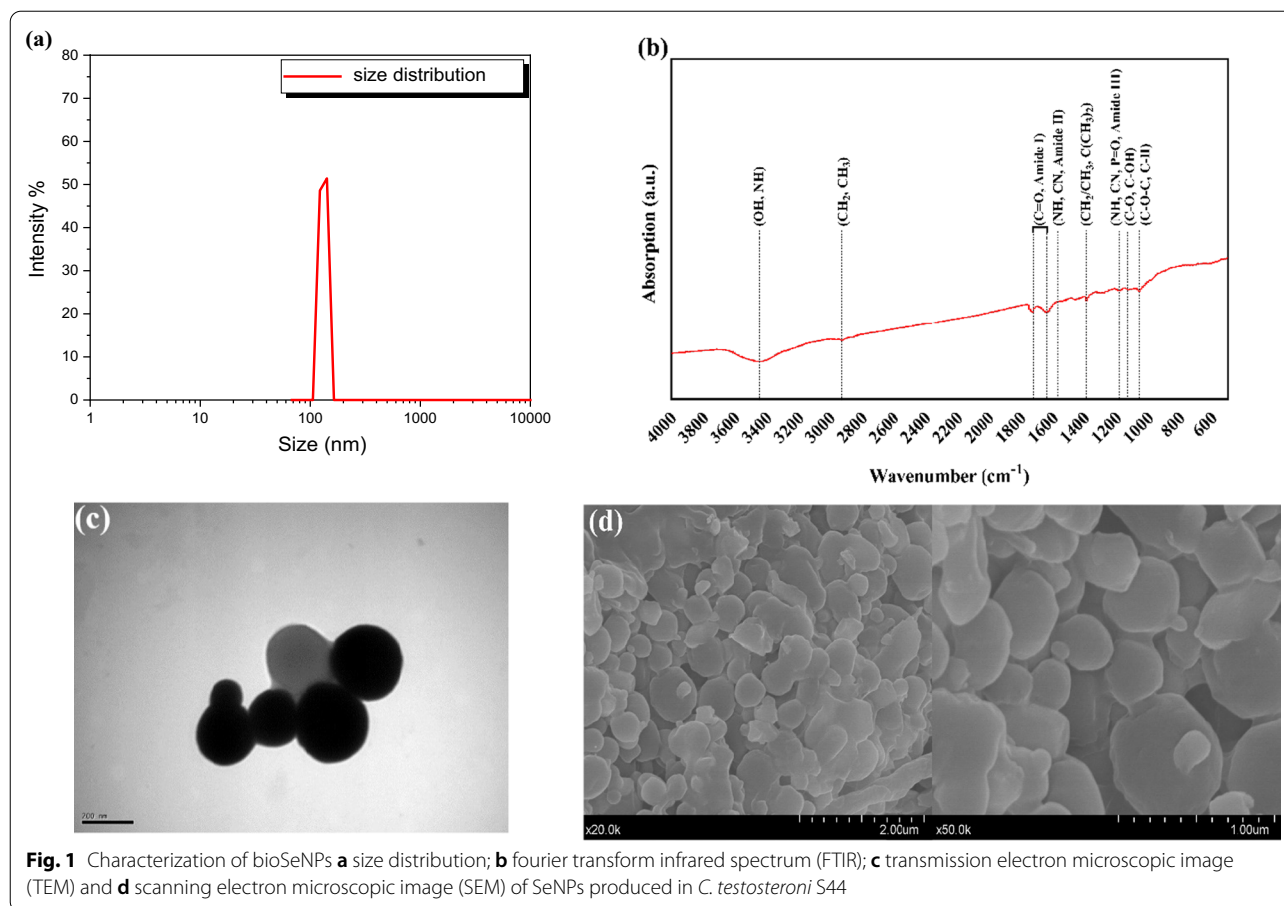 (a)
80
70
60
50
40
30
20
10
0
Intensity %
size distribution
1
10
100
1000
10000
Size (nm)
(b)
Absorption (a.u.)
(OH, NH)
(CH₂, CH₃)
(C=O, Amide I)
(NH, CN, Amide II)
(CH₂/CH₃, C(CH₃)₂
(NH, CN, P=O, Amide III)
(C-O, C-OH)
(C-O-C, C-H)
4000
3800
3600
3400
3200
3000
2800
2600
2400
2200
2000
1800
1600
1400
1200
1000
800
600
Wavenumber (cm⁻¹)
(c)
200 nm
(d)
x20.0k
2.00um
x50.0k
1.00um
Fig. 1 Characterization of bioSeNPs a size distribution; b fourier transform infrared spectrum (FTIR); c transmission electron microscopic image
(TEM) and d scanning electron microscopic image (SEM) of SeNPs produced in C. testosteroni S44